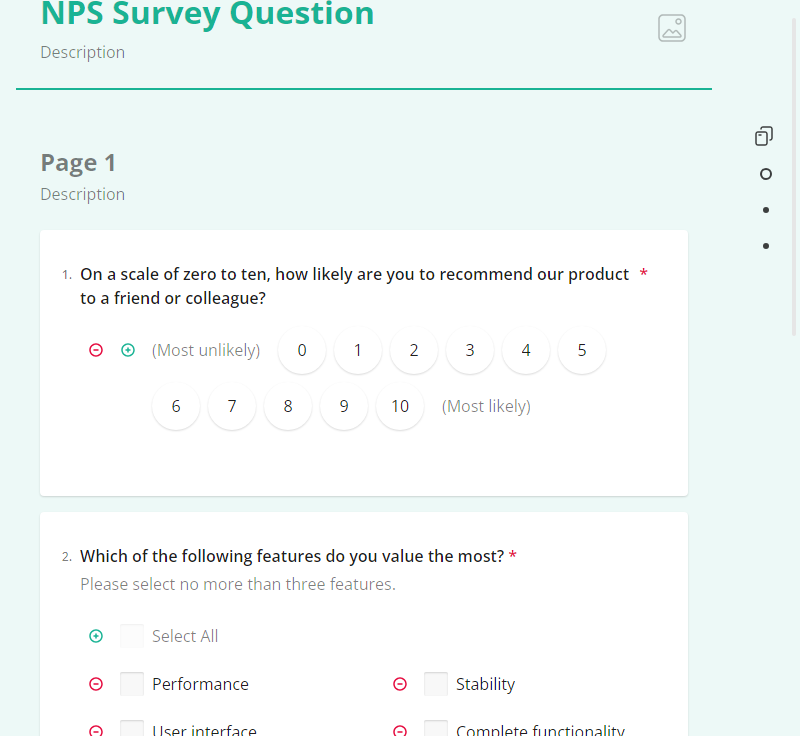 NPS Survey Question
Description
Page 1
Description
1. On a scale of zero to ten, how likely are you to recommend our product *
to a friend or colleague?
(Most unlikely) 0 1 2 3 4 5
6 7 8 9 10 (Most likely)
2. Which of the following features do you value the most? *
Please select no more than three features.
Select All
Performance Stability
User interface Complete functionality